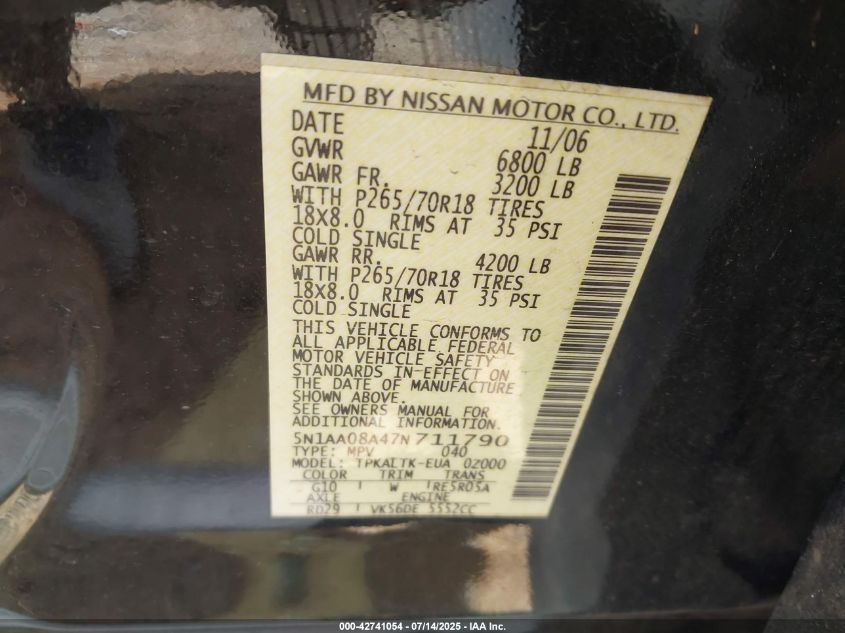 MFD BY NISSAN MOTOR CO., LTD.
DATE 11/06
GVWR 6800 LB
GAWR FR. 3200 LB
WITH P265/70R18 TIRES
18X8.0 RIMS AT 35 PSI
COLD SINGLE
GAWR RR. 4200 LB
WITH P265/70R18 TIRES
18X8.0 RIMS AT 35 PSI
COLD SINGLE
THIS VEHICLE CONFORMS TO
ALL APPLICABLE FEDERAL
MOTOR VEHICLE SAFETY
STANDARDS IN-EFFECT ON
THE DATE OF MANUFACTURE
SHOWN ABOVE.
SEE OWNERS MANUAL FOR
ADDITIONAL INFORMATION.
5N1AA08A47N711790
TYPE: MPV 040
MODEL: TPKALTK-EUA 0Z000
COLOR TRIM TRANS
G10 W RE5R05A
AXLE ENGINE
RD29 VK56DE 5552CC
000-42741054 - 07/14/2025 - IAA Inc.